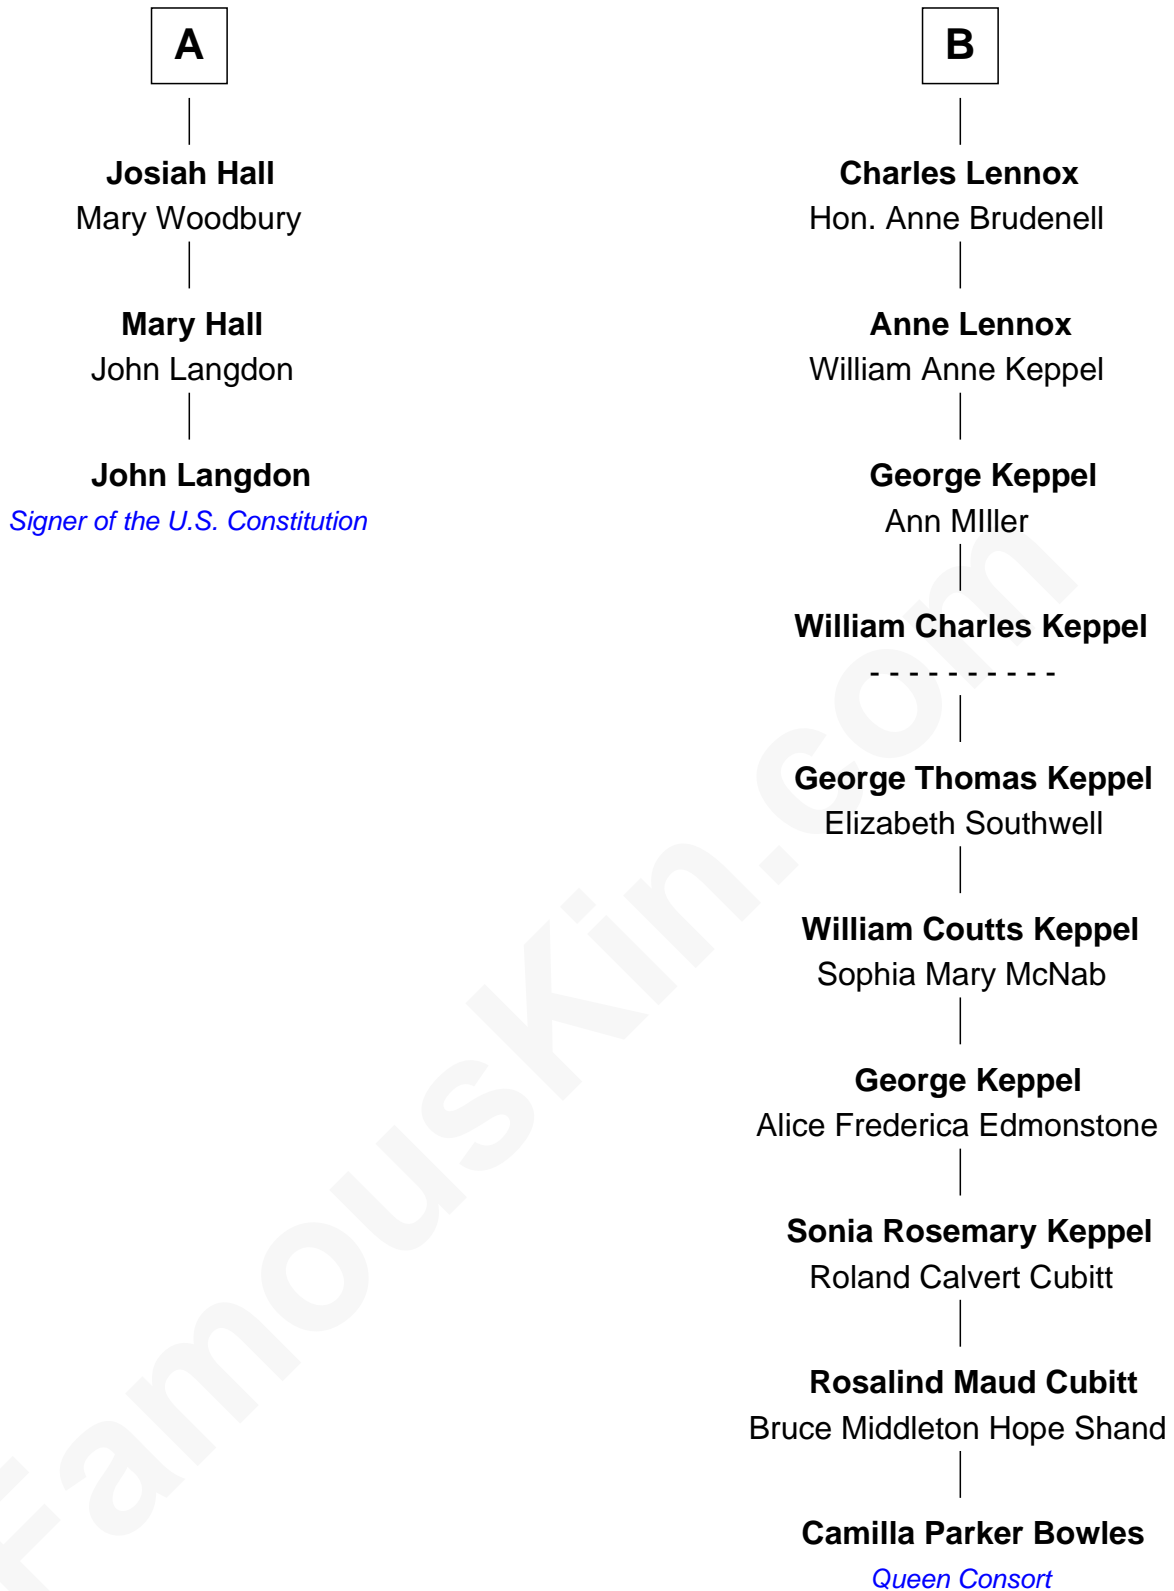 A
Josiah Hall
Mary Woodbury
Mary Hall
John Langdon
John Langdon
Signer of the U.S. Constitution
B
Charles Lennox
Hon. Anne Brudenell
Anne Lennox
William Anne Keppel
George Keppel
Ann MIller
William Charles Keppel
- - - - - - - - - -
George Thomas Keppel
Elizabeth Southwell
William Coutts Keppel
Sophia Mary McNab
George Keppel
Alice Frederica Edmonstone
Sonia Rosemary Keppel
Roland Calvert Cubitt
Rosalind Maud Cubitt
Bruce Middleton Hope Shand
Camilla Parker Bowles
Queen Consort
FamousKin.com